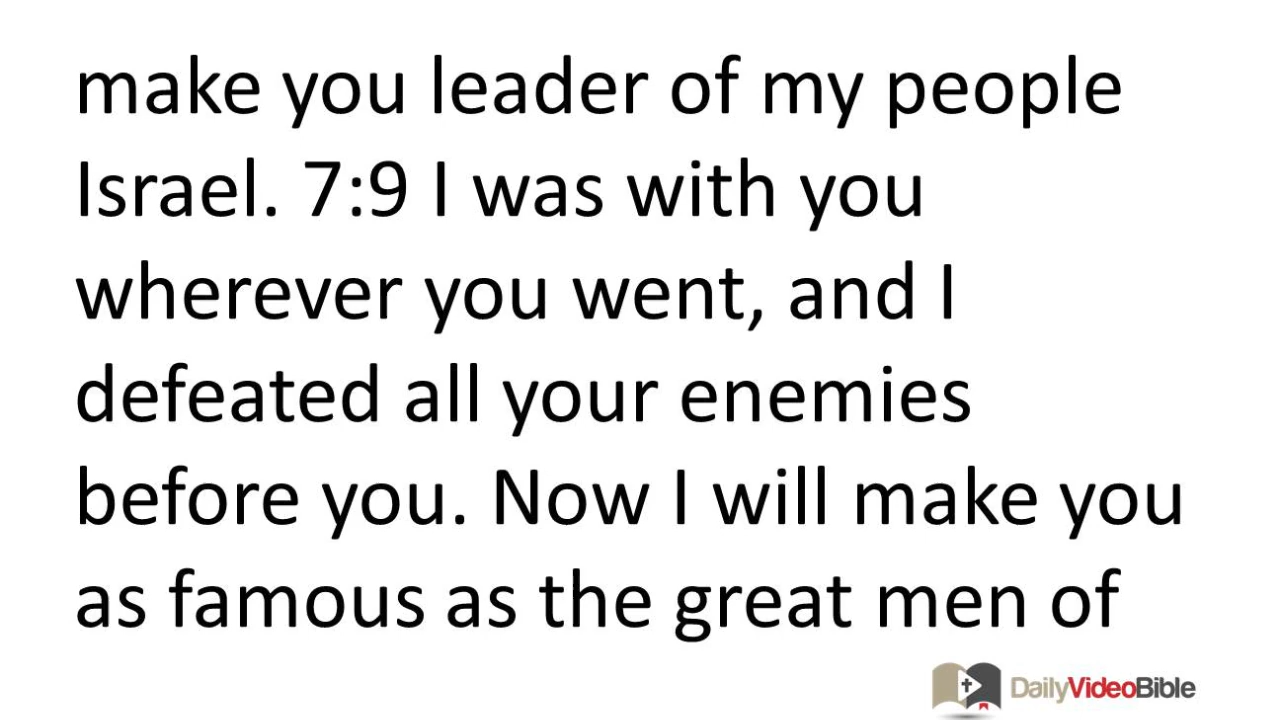 make you leader of my people
Israel. 7:9 I was with you
wherever you went, and I
defeated all your enemies
before you. Now I will make you
as famous as the great men of
DailyVideoBible